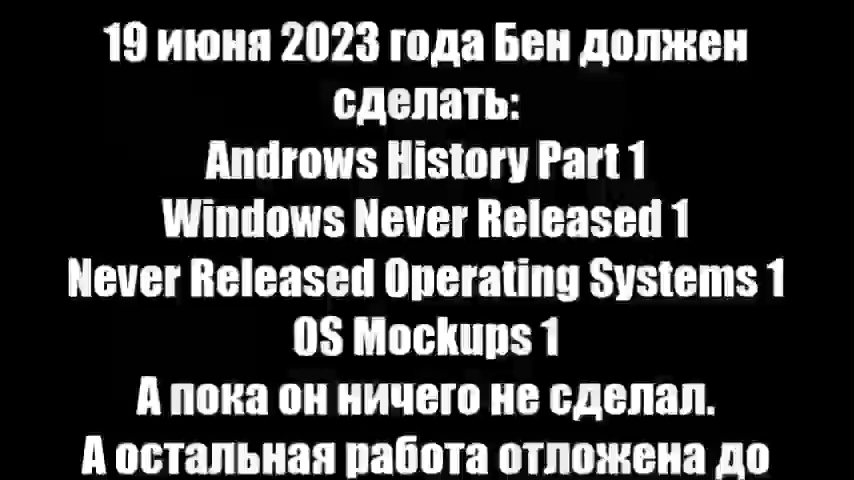 19 июня 2023 года Бен должен
сделать:
Androws History Part 1
Windows Never Released 1
Never Released Operating Systems 1
OS Mockups 1
А пока он ничего не сделал.
А остальная работа отложена до